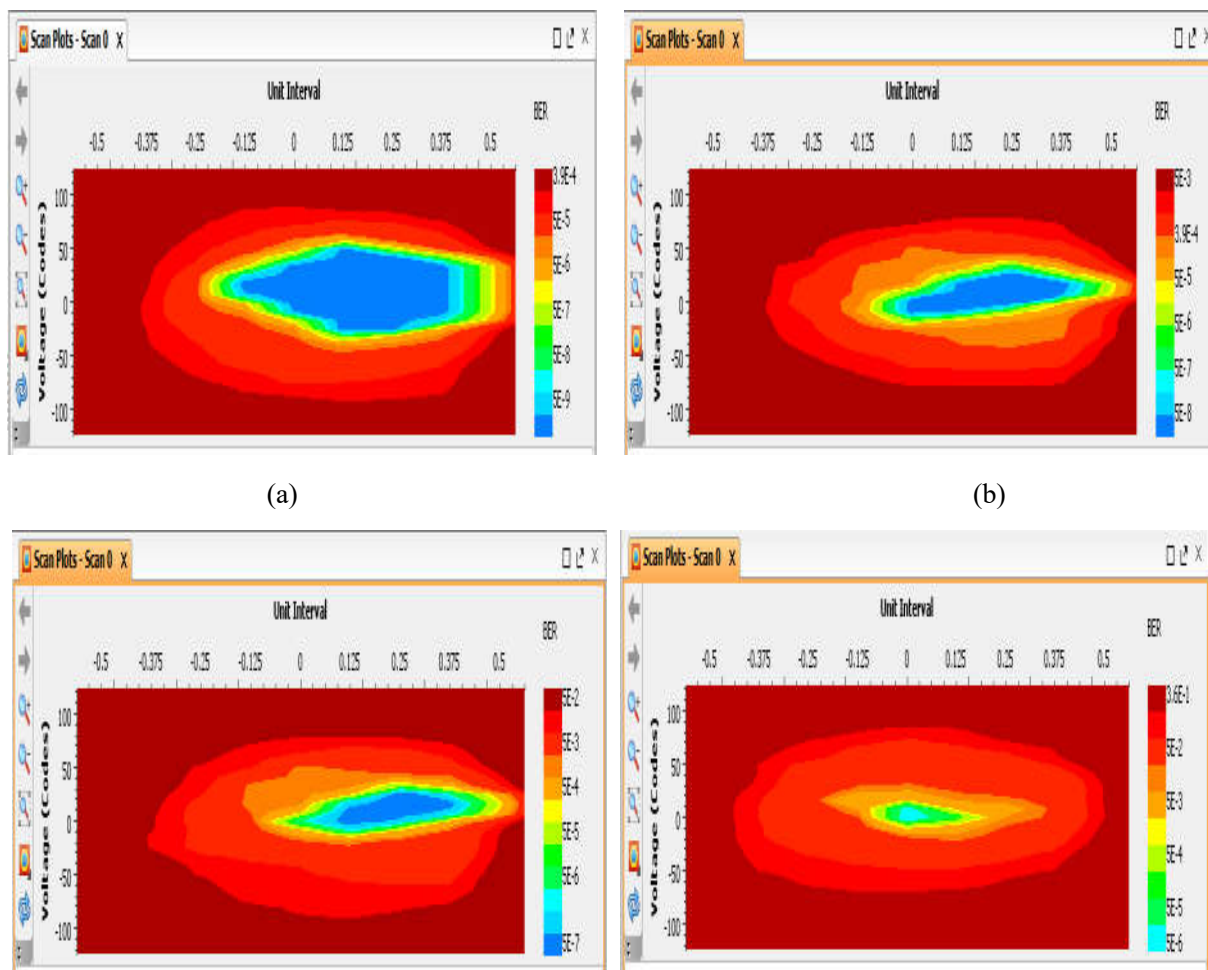 Scan Plots - Scan 0 X
Unit Interval
BER
-0.5 -0.375 -0.25 -0.125 0 0.125 0.25 0.375 0.5
3.9E-4
100
5E-5
50
5E-6
0
5E-7
-50
5E-8
5E-9
-100
Voltage (Codes)
(a)
Scan Plots - Scan 0 X
Unit Interval
BER
-0.5 -0.375 -0.25 -0.125 0 0.125 0.25 0.375 0.5
5E-3
100
3.9E-4
50
5E-5
0
5E-6
-50
5E-7
5E-8
-100
Voltage (Codes)
(b)
Scan Plots - Scan 0 X
Unit Interval
BER
-0.5 -0.375 -0.25 -0.125 0 0.125 0.25 0.375 0.5
5E-2
100
5E-3
50
5E-4
0
5E-5
-50
5E-6
-100
5E-7
Voltage (Codes)
Scan Plots - Scan 0 X
Unit Interval
BER
-0.5 -0.375 -0.25 -0.125 0 0.125 0.25 0.375 0.5
3.6E-1
100
5E-2
50
5E-3
0
5E-4
-50
5E-5
-100
5E-6
Voltage (Codes)